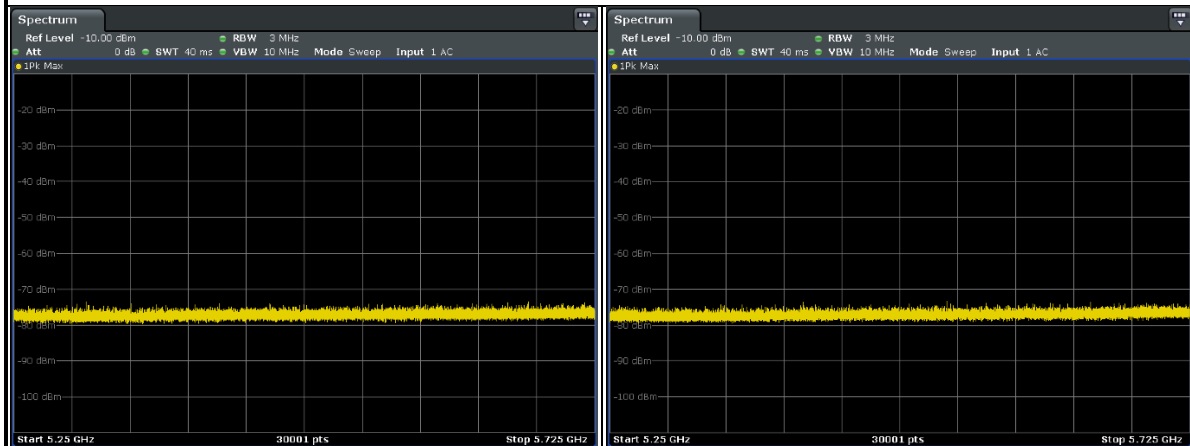 Spectrum
Ref Level -10.00 dBm RBW 3 MHz
Att 0 dB SWT 40 ms VBW 10 MHz Mode Sweep Input 1 AC
1Pk Max
-20 dBm
-30 dBm
-40 dBm
-50 dBm
-60 dBm
-70 dBm
-80 dBm
-90 dBm
-100 dBm
Start 5.25 GHz 30001 pts Stop 5.725 GHz
Spectrum
Ref Level -10.00 dBm RBW 3 MHz
Att 0 dB SWT 40 ms VBW 10 MHz Mode Sweep Input 1 AC
1Pk Max
-20 dBm
-30 dBm
-40 dBm
-50 dBm
-60 dBm
-70 dBm
-80 dBm
-90 dBm
-100 dBm
Start 5.25 GHz 30001 pts Stop 5.725 GHz